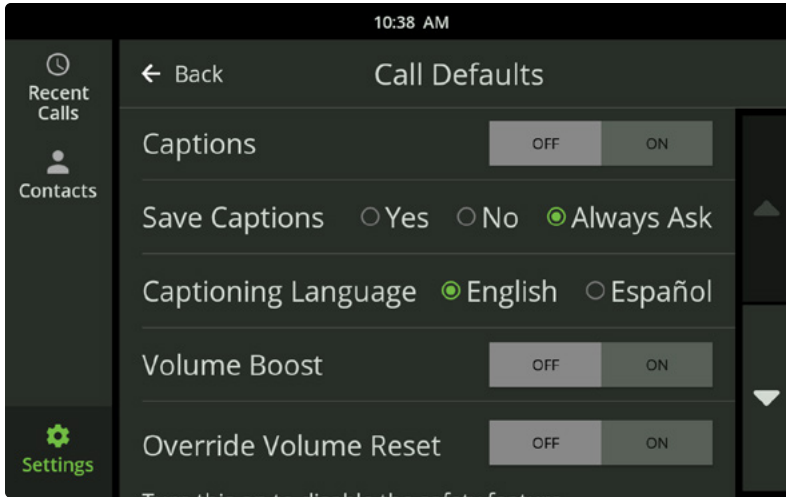 10:38 AM
Recent
Calls
Contacts
Settings
Back
Call Defaults
Captions OFF ON
Save Captions Yes No Always Ask
Captioning Language English Español
Volume Boost OFF ON
Override Volume Reset OFF ON